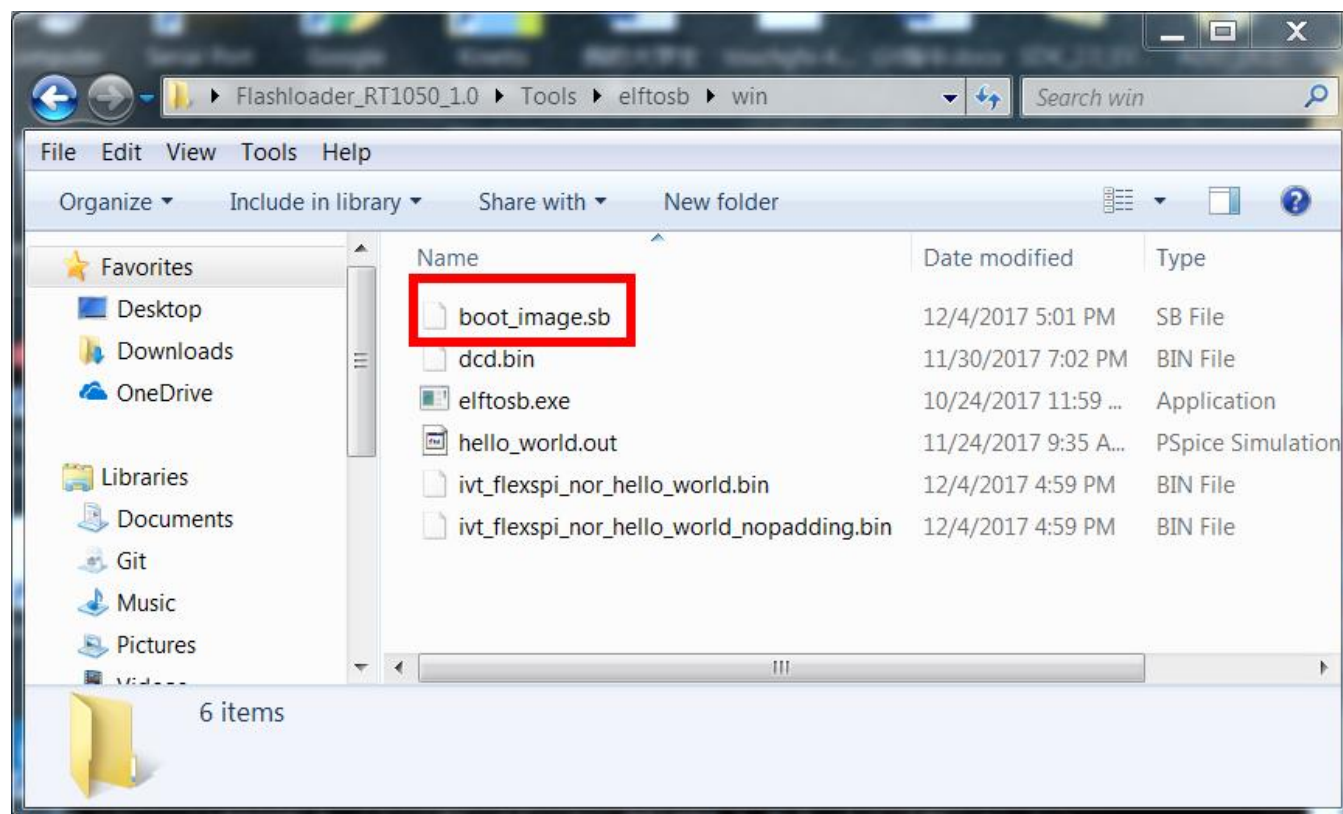 Flashloader_RT1050_1.0 Tools elftosb win Search win
File Edit View Tools Help
Organize Include in library Share with New folder
Favorites
Desktop
Downloads
OneDrive
Libraries
Documents
Git
Music
Pictures
Videos
Name Date modified Type
boot_image.sb 12/4/2017 5:01 PM SB File
dcd.bin 11/30/2017 7:02 PM BIN File
elftosb.exe 10/24/2017 11:59 ... Application
hello_world.out 11/24/2017 9:35 A... PSpice Simulation
ivt_flexspi_nor_hello_world.bin 12/4/2017 4:59 PM BIN File
ivt_flexspi_nor_hello_world_nopadding.bin 12/4/2017 4:59 PM BIN File
6 items